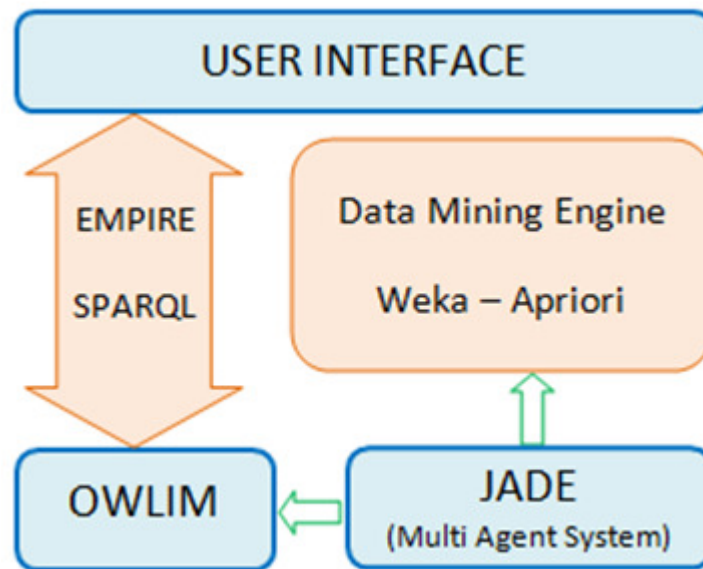 USER INTERFACE
EMPIRE
SPARQL
Data Mining Engine
Weka – Apriori
OWLIM
JADE
(Multi Agent System)